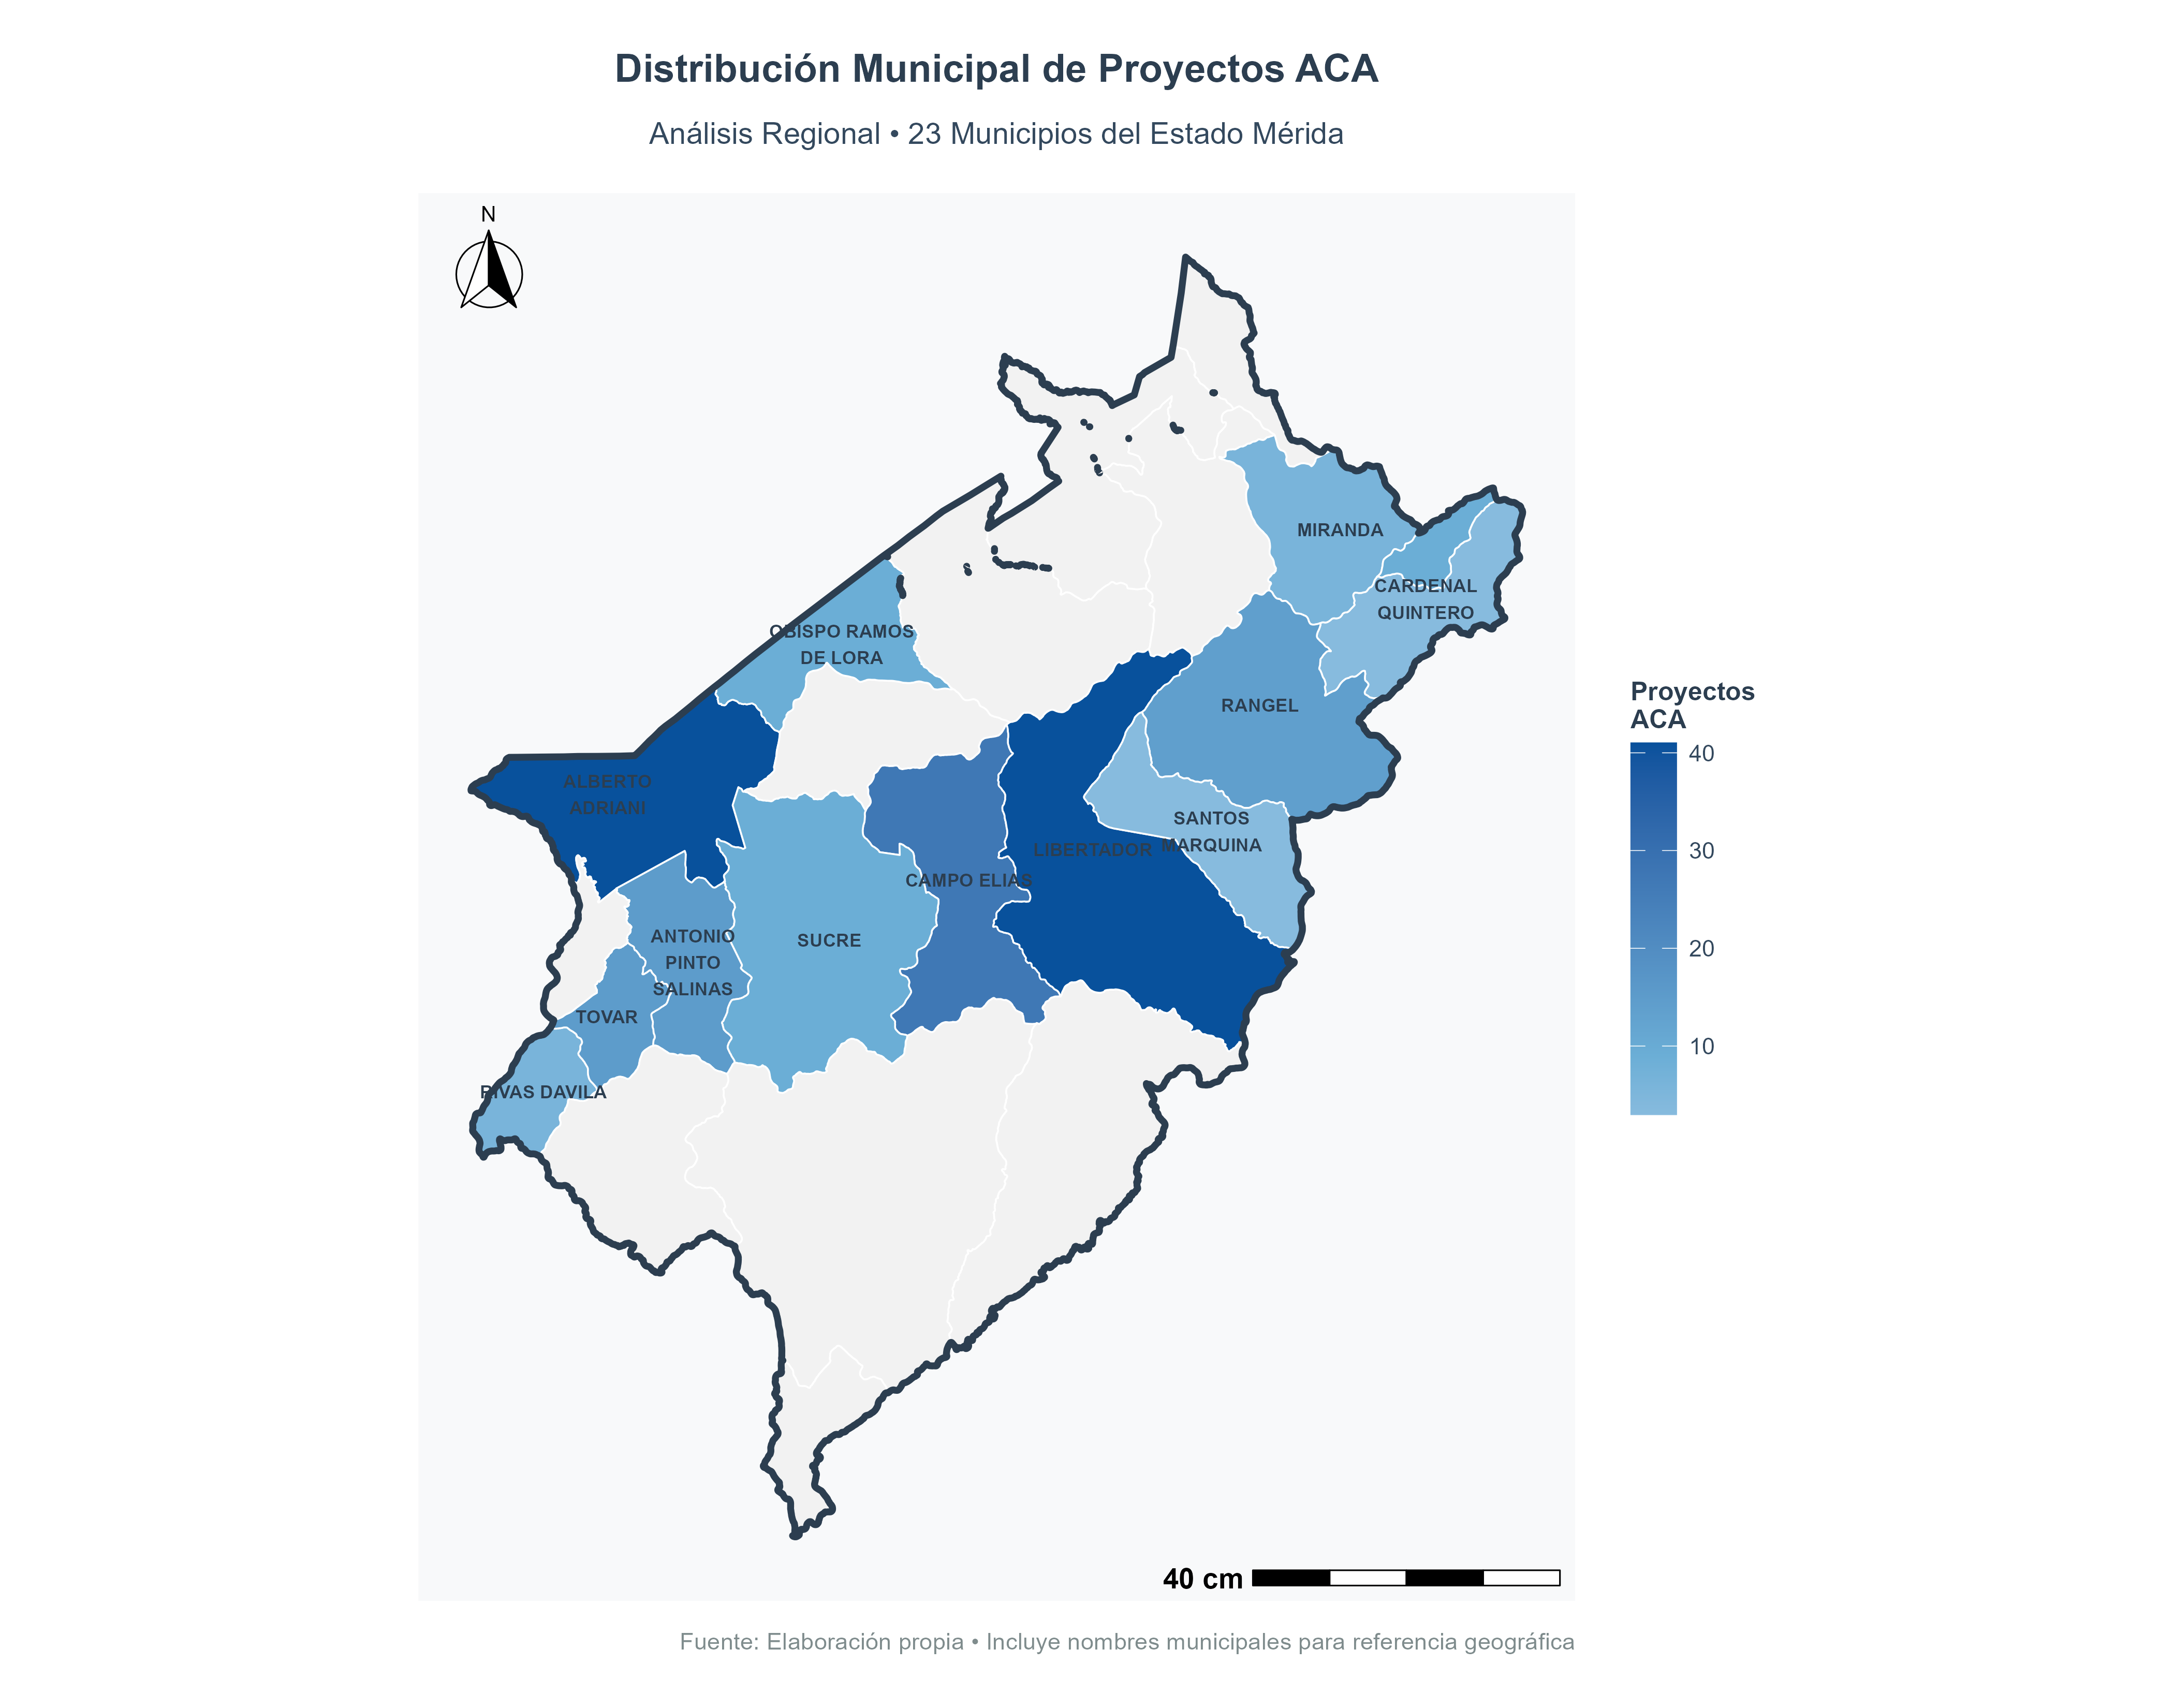 Distribución Municipal de Proyectos ACA
Análisis Regional • 23 Municipios del Estado Mérida
N
MIRANDA
CARDENAL
QUINTERO
OBISPO RAMOS
DE LORA
RANGEL
ALBERTO
ADRIANI
SANTOS
MARQUINA
LIBERTADOR
CAMPO ELIAS
ANTONIO
PINTO
SALINAS
SUCRE
TOVAR
RIVAS DAVILA
Proyectos
ACA
40
30
20
10
40 cm
Fuente: Elaboración propia • Incluye nombres municipales para referencia geográfica